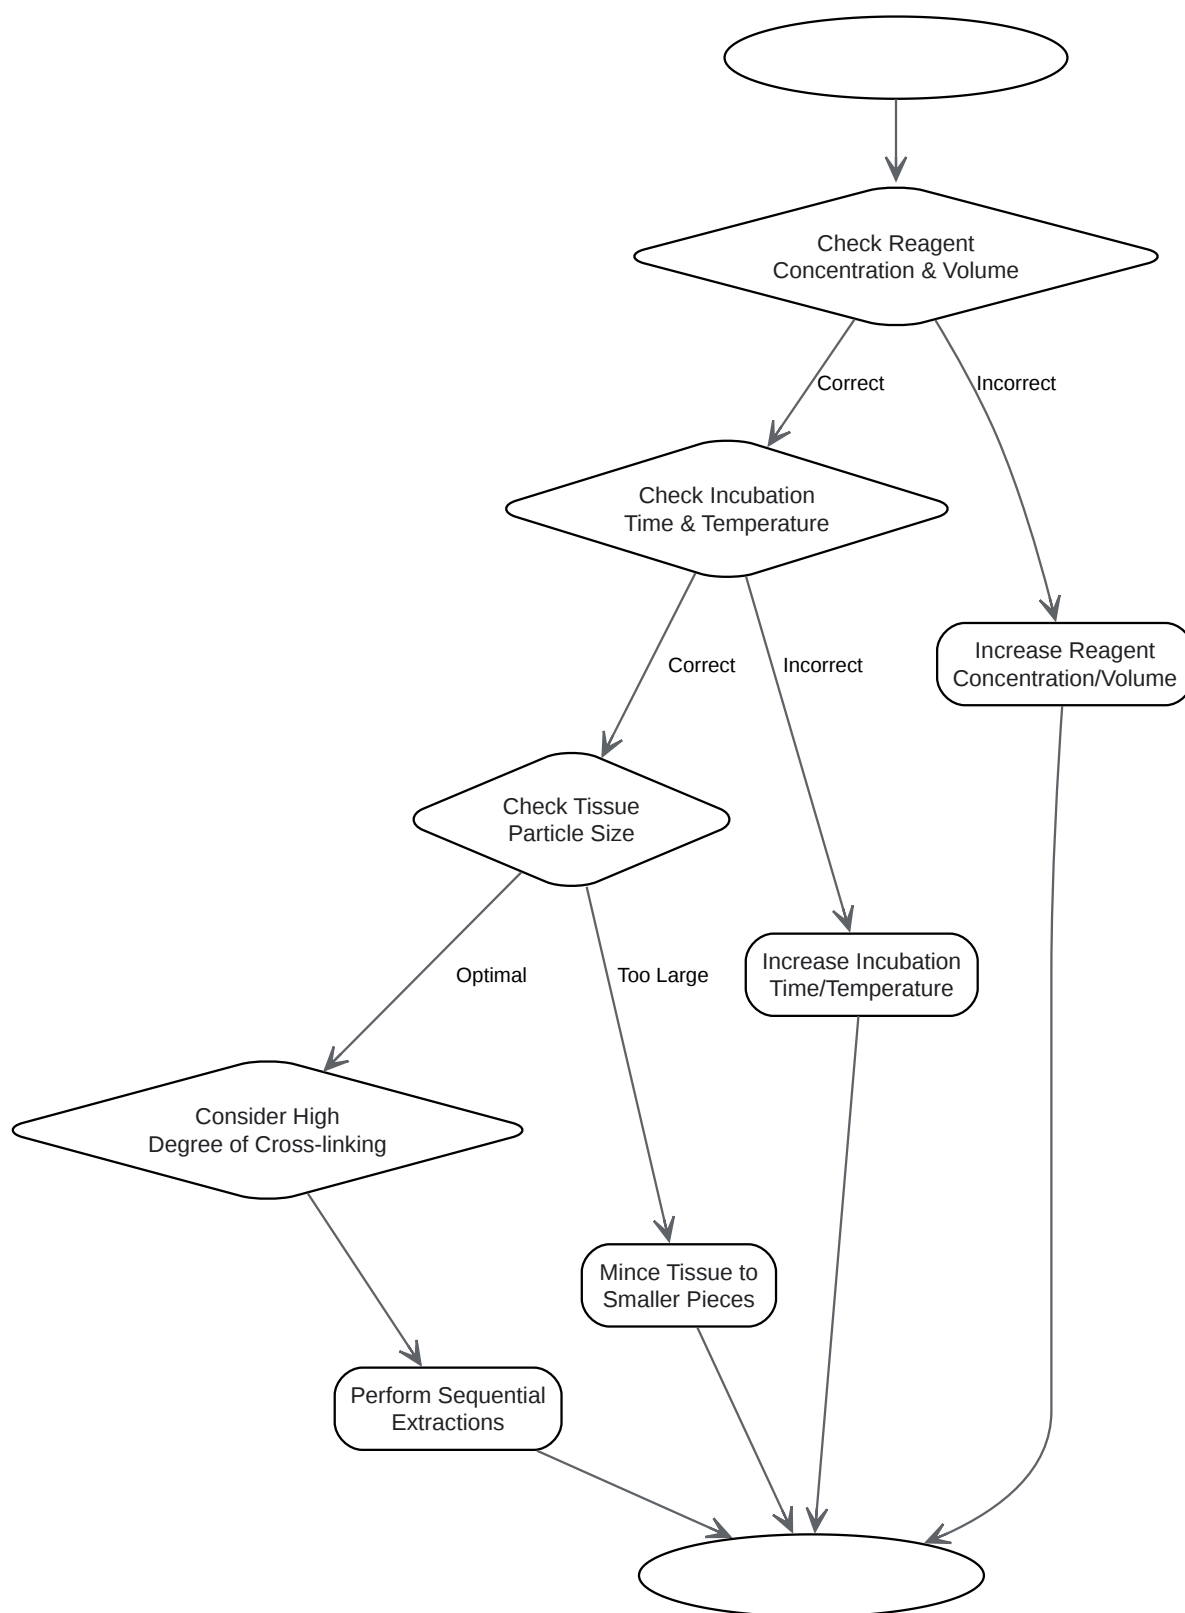 Check Reagent
Concentration & Volume
Correct
Incorrect
Check Incubation
Time & Temperature
Increase Reagent
Concentration/Volume
Correct
Incorrect
Check Tissue
Particle Size
Increase Incubation
Time/Temperature
Optimal
Too Large
Consider High
Degree of Cross-linking
Mince Tissue to
Smaller Pieces
Perform Sequential
Extractions